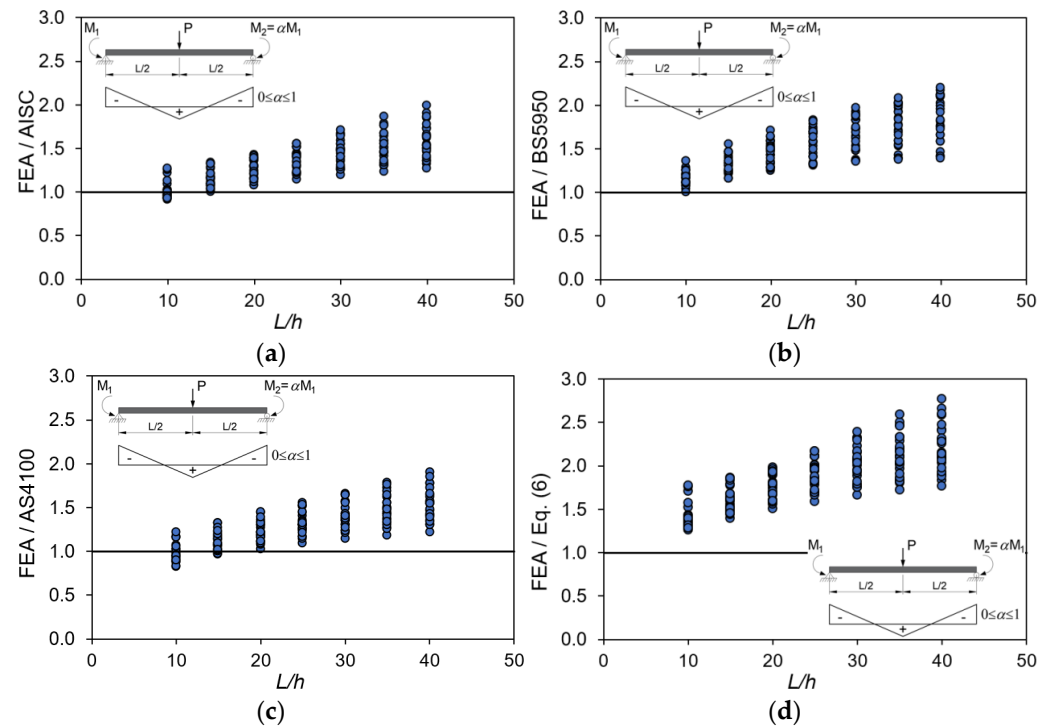 3.0
2.5
2.0
1.5
1.0
0.5
0.0
FEA / AISC
M1 P M2=αM1
L/2 L/2
- + - 0≤α≤1
0 10 20 30 40 50
L/h
(a)
3.0
2.5
2.0
1.5
1.0
0.5
0.0
FEA / BS5950
M1 P M2=αM1
L/2 L/2
- + - 0≤α≤1
0 10 20 30 40 50
L/h
(b)
3.0
2.5
2.0
1.5
1.0
0.5
0.0
FEA / AS4100
M1 P M2=αM1
L/2 L/2
- + - 0≤α≤1
0 10 20 30 40 50
L/h
(c)
3.0
2.5
2.0
1.5
1.0
0.5
0.0
FEA / Eq. (6)
M1 P M2=αM1
L/2 L/2
- + - 0≤α≤1
0 10 20 30 40 50
L/h
(d)